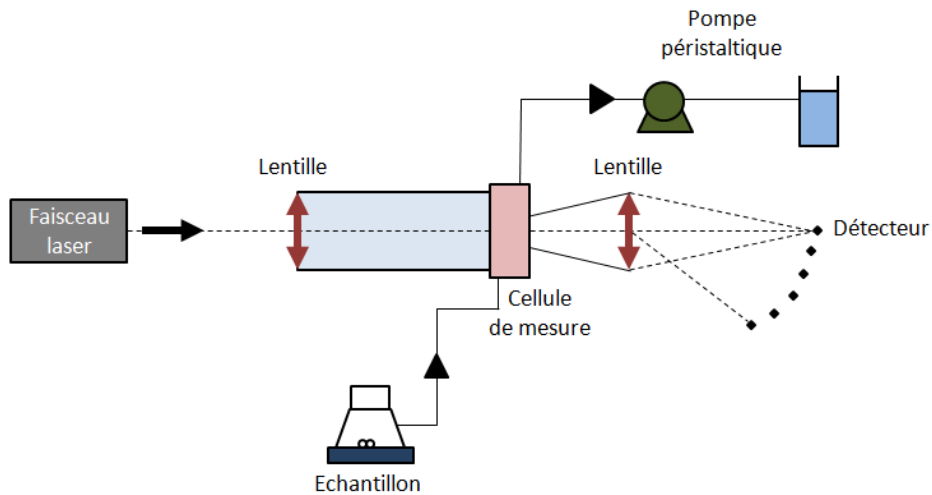 Pompe
péristaltique
Lentille
Lentille
Faisceau
laser
Détecteur
Cellule
de mesure
Echantillon